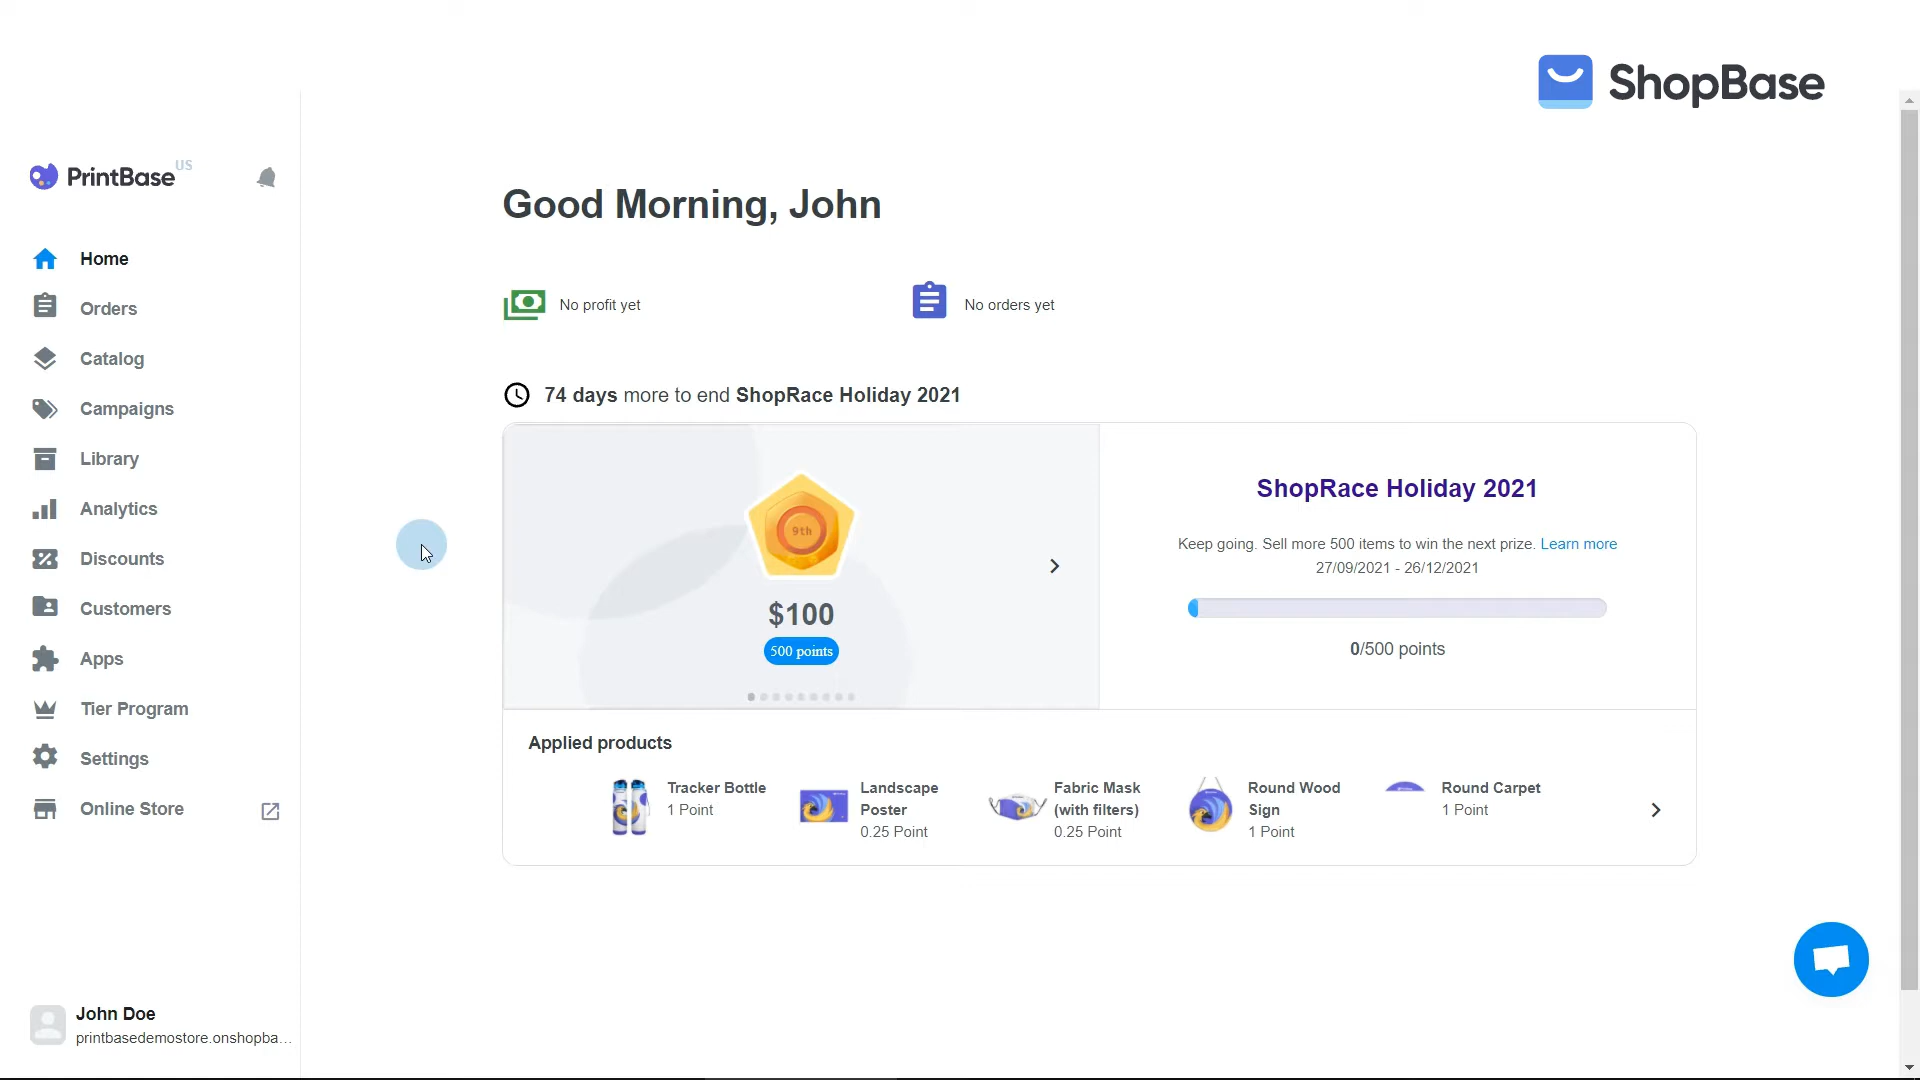 ShopBase
PrintBase US
Home
Orders
Catalog
Campaigns
Library
Analytics
Discounts
Customers
Apps
Tier Program
Settings
Online Store
John Doe
printbasedemostore.onshopba...
Good Morning, John
No profit yet
No orders yet
74 days more to end ShopRace Holiday 2021
9th
$100
500 points
ShopRace Holiday 2021
Keep going. Sell more 500 items to win the next prize. Learn more
27/09/2021 - 26/12/2021
0/500 points
Applied products
Tracker Bottle
1 Point
Landscape
Poster
0.25 Point
Fabric Mask
(with filters)
0.25 Point
Round Wood
Sign
1 Point
Round Carpet
1 Point